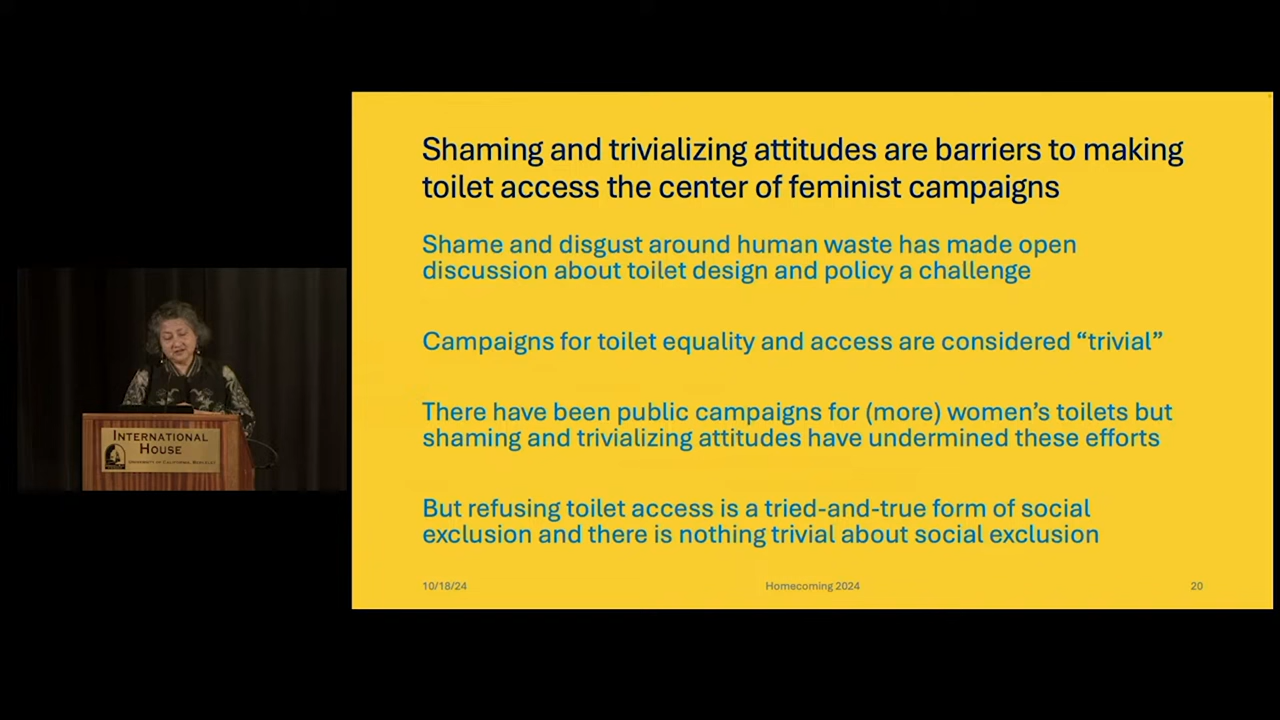 Shaming and trivializing attitudes are barriers to making
toilet access the center of feminist campaigns
Shame and disgust around human waste has made open
discussion about toilet design and policy a challenge
Campaigns for toilet equality and access are considered “trivial”
There have been public campaigns for (more) women’s toilets but
shaming and trivializing attitudes have undermined these efforts
But refusing toilet access is a tried-and-true form of social
exclusion and there is nothing trivial about social exclusion
10/18/24
Homecoming 2024
20
INTERNATIONAL
HOUSE
UNIVERSITY OF CALIFORNIA, BERKELEY